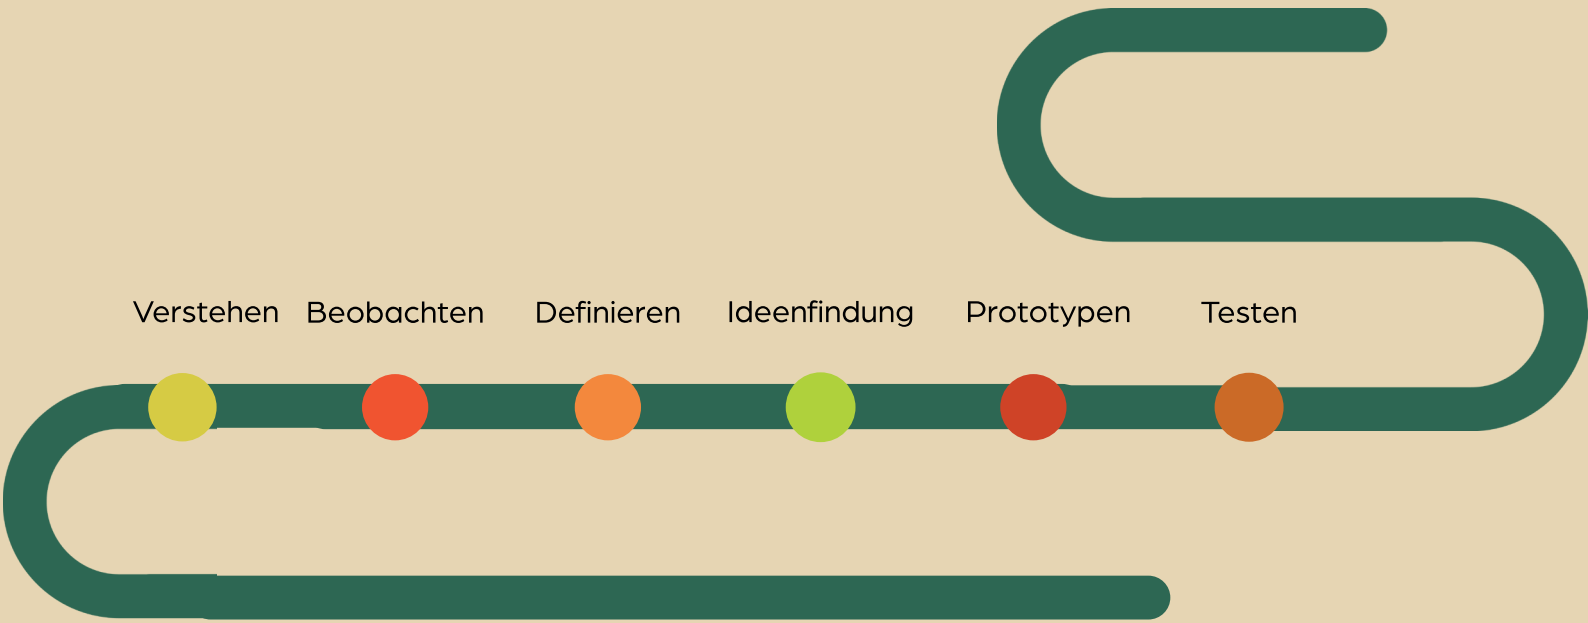 Verstehen
Beobachten
Definieren
Ideenfindung
Prototypen
Testen